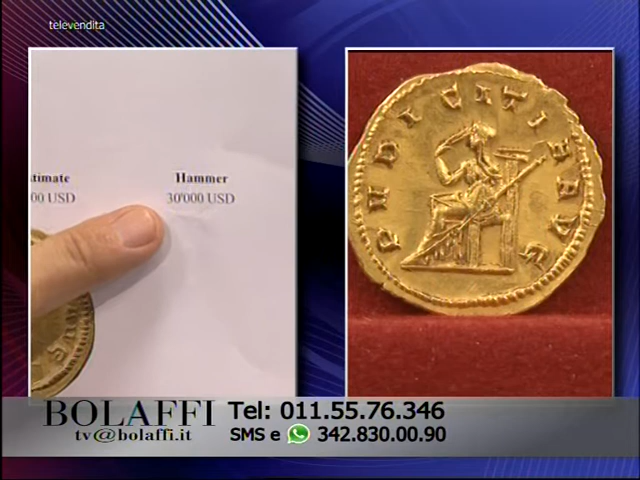 televendita
timate
Hammer
00 USD
30'000 USD
PVDICITIA AVG
BOLAFFI
tv@bolaffi.it
Tel: 011.55.76.346
SMS e 342.830.00.90